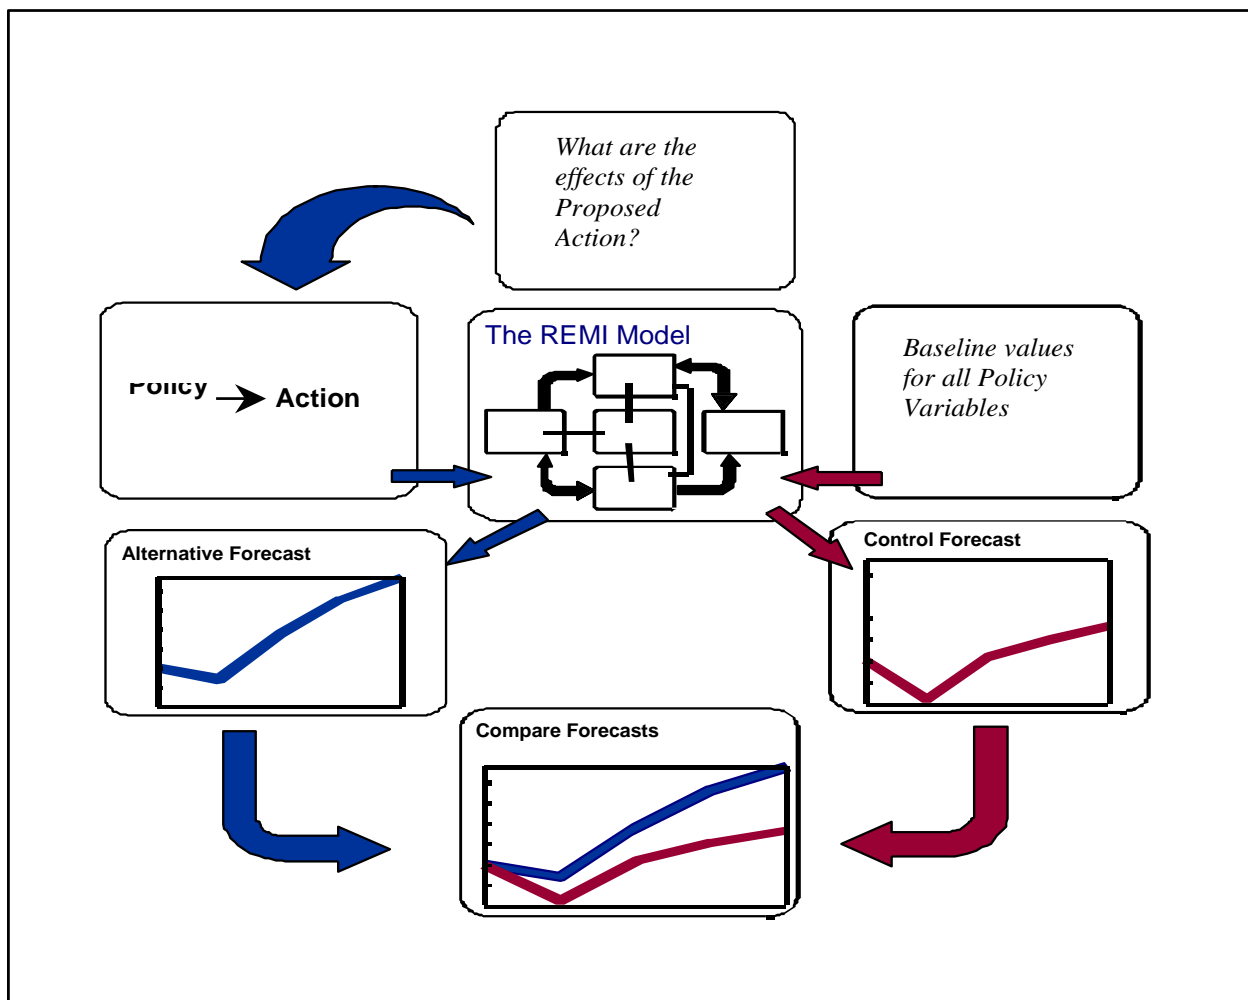 What are the
effects of the
Proposed
Action?
The REMI Model
Policy Action
Baseline values
for all Policy
Variables
Alternative Forecast
Control Forecast
Compare Forecasts